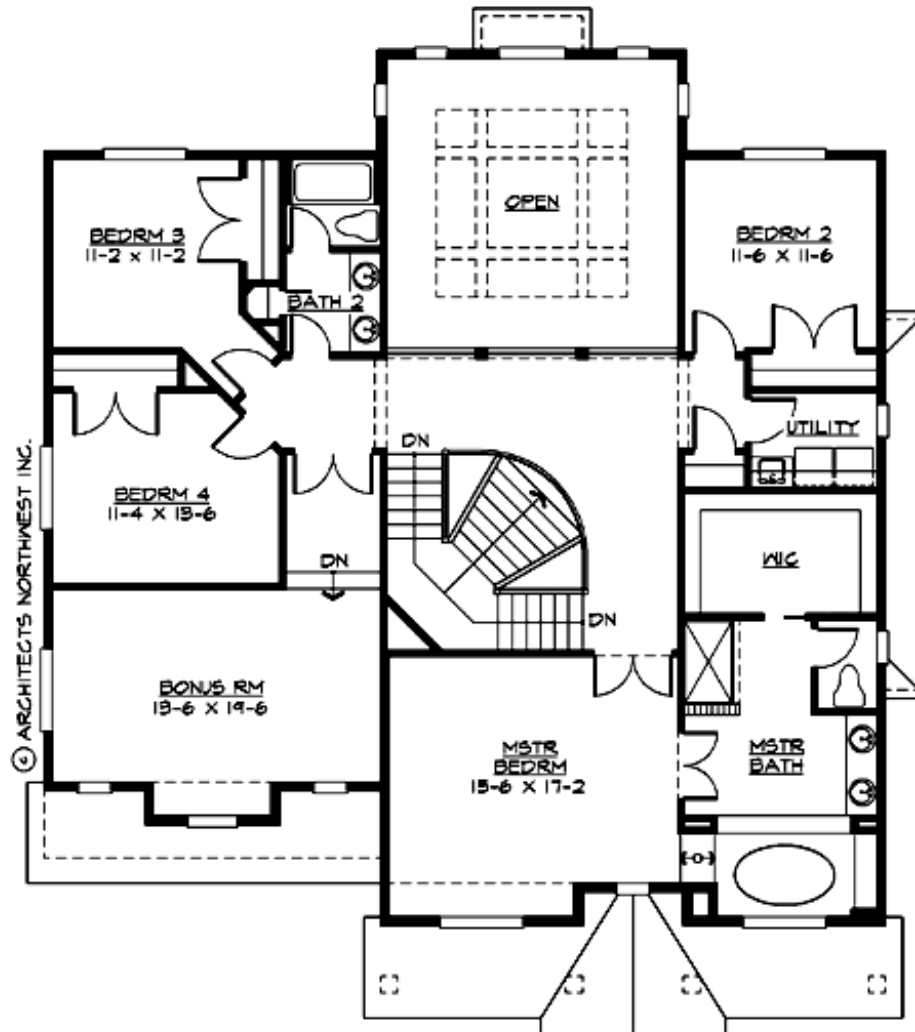 OPEN
BEDRM 3
11-2 x 11-2
BATH 2
BEDRM 2
11-6 x 11-6
UTILITY
DN
BEDRM 4
11-4 x 13-6
DN
WIC
DN
BONUS RM
13-6 x 19-6
MSTR
BEDRM
15-6 x 17-2
MSTR
BATH
© ARCHITECTS NORTHWEST INC.